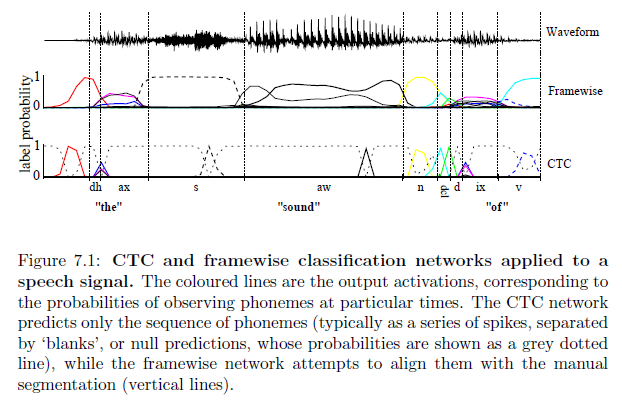 Waveform
label probability
1
0
Framewise
1
0
CTC
dh ax s aw n dcl d ix v
"the" "sound" "of"
Figure 7.1: CTC and framewise classification networks applied to a
speech signal. The coloured lines are the output activations, corresponding to
the probabilities of observing phonemes at particular times. The CTC network
predicts only the sequence of phonemes (typically as a series of spikes, separated
by ‘blanks’, or null predictions, whose probabilities are shown as a grey dotted
line), while the framewise network attempts to align them with the manual
segmentation (vertical lines).